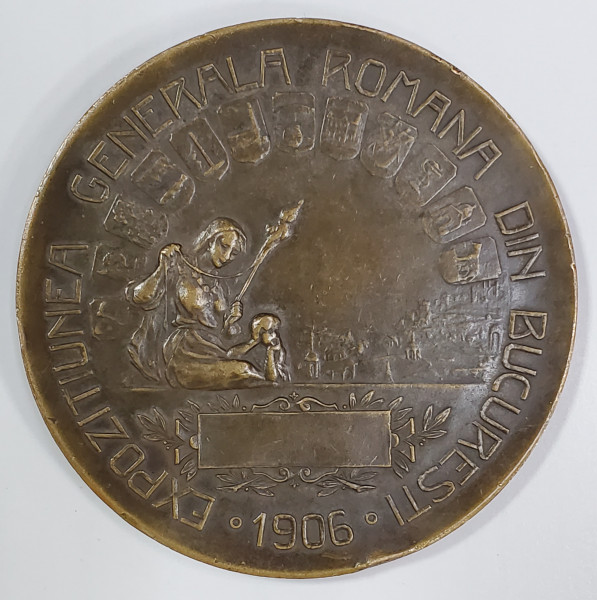 EXPOZITIUNEA GENERALA ROMANA DIN BUCURESTI
· 1906 ·